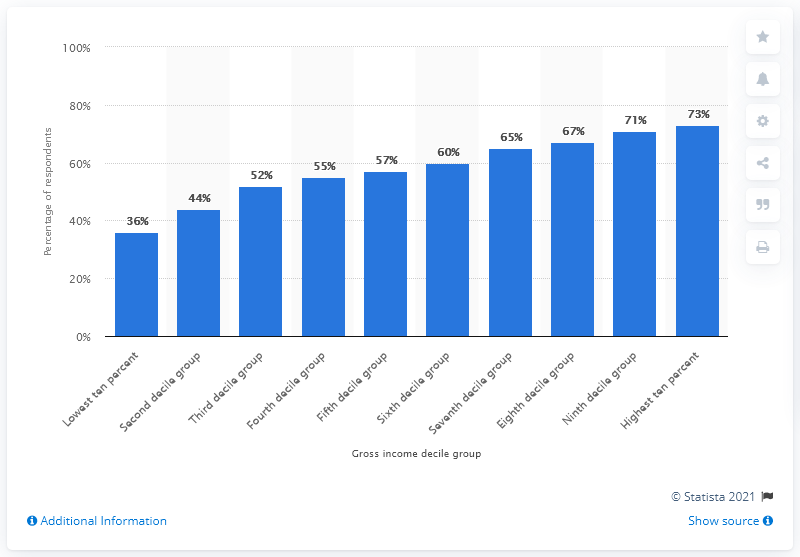 100%
80%
60%
40%
20%
0%
Percentage of respondents
36%
44%
52%
55%
57%
60%
65%
67%
71%
73%
Lowest ten percent
Second decile group
Third decile group
Fourth decile group
Fifth decile group
Sixth decile group
Seventh decile group
Eighth decile group
Ninth decile group
Highest ten percent
Gross income decile group
© Statista 2021
Additional Information
Show source